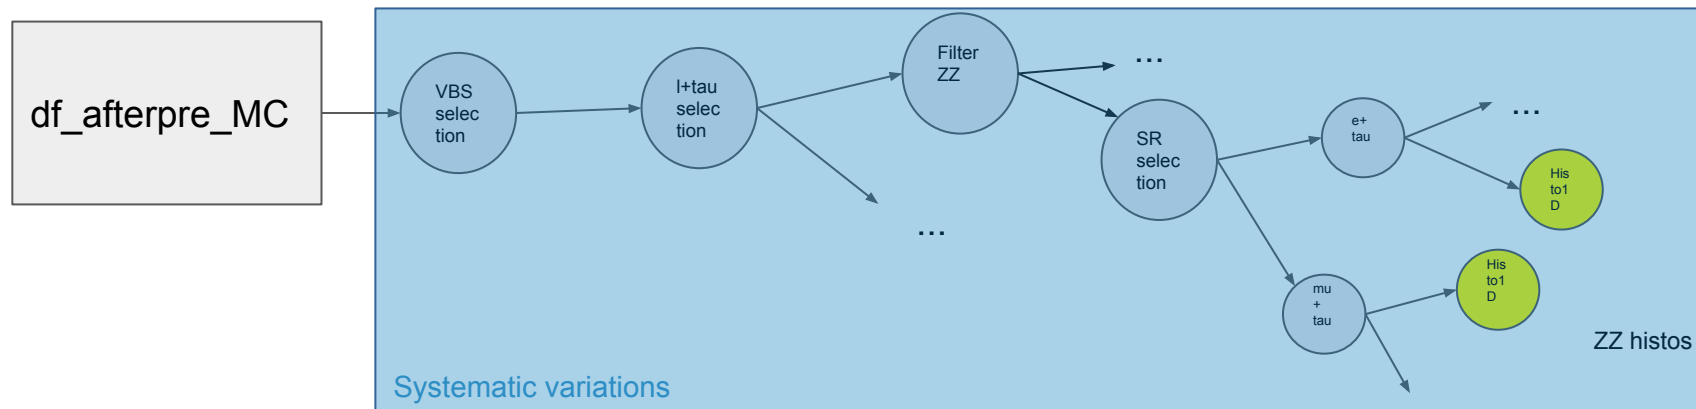 df_afterpre_MC
VBS
selec
tion
l+tau
selec
tion
Filter
ZZ
...
...
SR
selec
tion
e+
tau
...
His
to1
D
mu
+
tau
His
to1
D
ZZ histos
Systematic variations